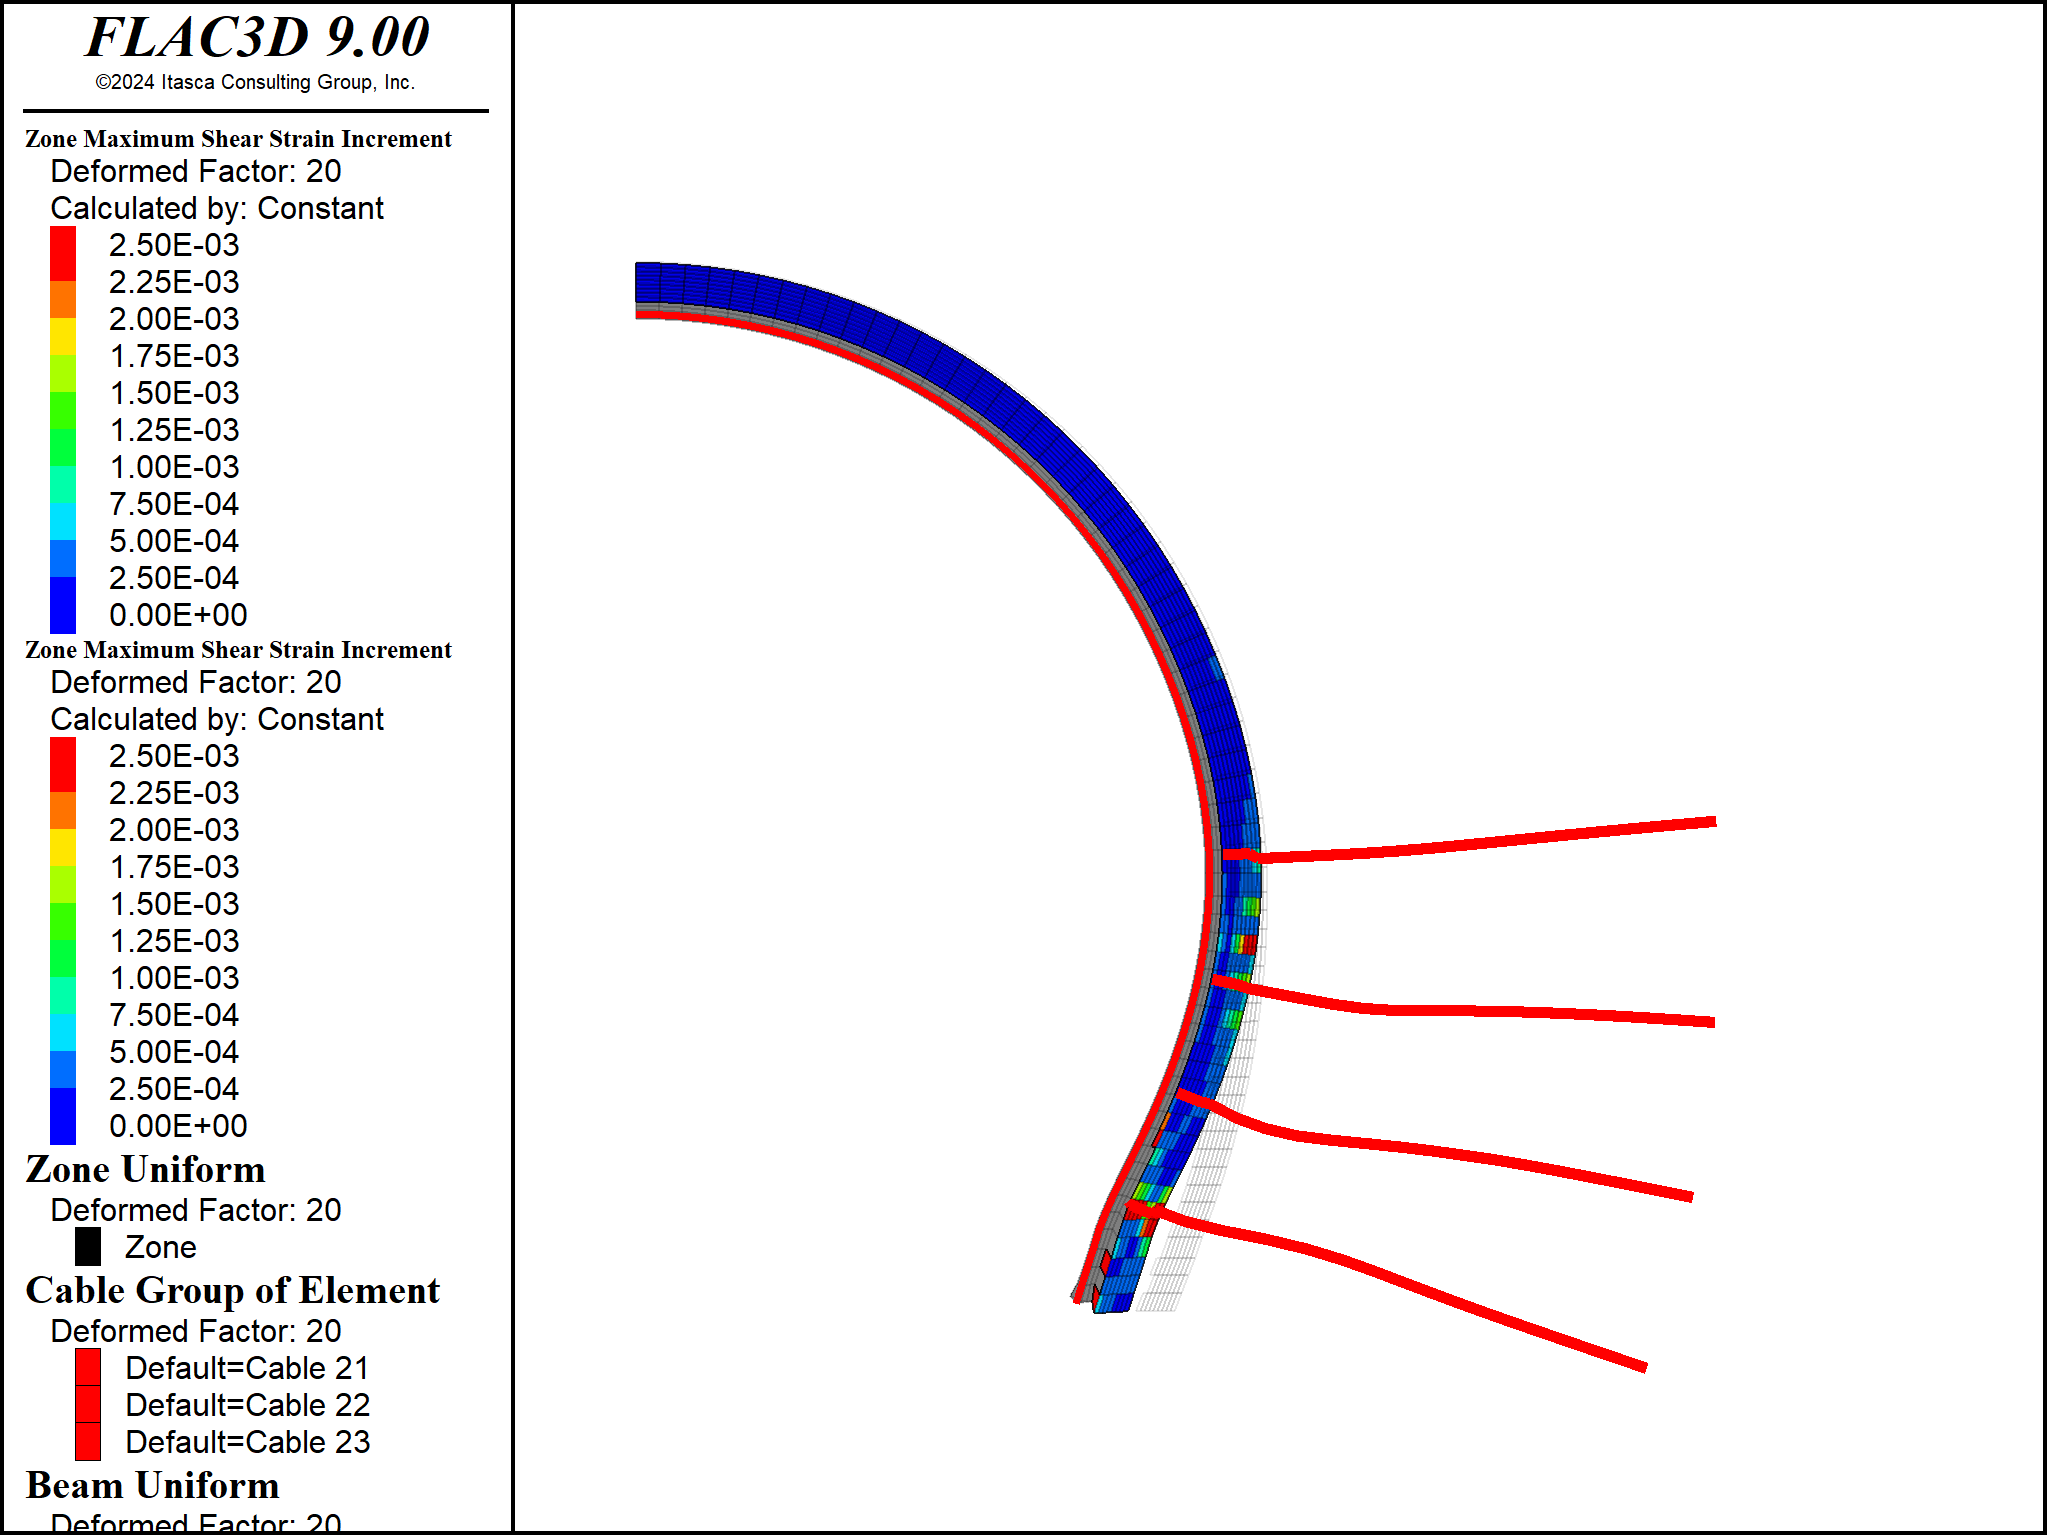 FLAC3D 9.00
©2024 Itasca Consulting Group, Inc.
Zone Maximum Shear Strain Increment
Deformed Factor: 20
Calculated by: Constant
2.50E-03
2.25E-03
2.00E-03
1.75E-03
1.50E-03
1.25E-03
1.00E-03
7.50E-04
5.00E-04
2.50E-04
0.00E+00
Zone Maximum Shear Strain Increment
Deformed Factor: 20
Calculated by: Constant
2.50E-03
2.25E-03
2.00E-03
1.75E-03
1.50E-03
1.25E-03
1.00E-03
7.50E-04
5.00E-04
2.50E-04
0.00E+00
Zone Uniform
Deformed Factor: 20
Zone
Cable Group of Element
Deformed Factor: 20
Default=Cable 21
Default=Cable 22
Default=Cable 23
Beam Uniform
Deformed Factor: 20